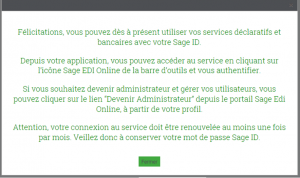 Félicitations, vous pouvez dès à présent utiliser vos services déclaratifs et
bancaires avec votre Sage ID.
Depuis votre application, vous pouvez accéder au service en cliquant sur
l'icône Sage EDI Online de la barre d'outils et vous authentifier.
Si vous souhaitez devenir administrateur et gérer vos utilisateurs, vous
pouvez cliquer sur le lien "Devenir Administrateur" depuis le portail Sage Edi
Online, à partir de votre profil.
Attention, votre connexion au service doit être renouvelée au moins une fois
par mois. Veillez donc à conserver votre mot de passe Sage ID.
Fermer